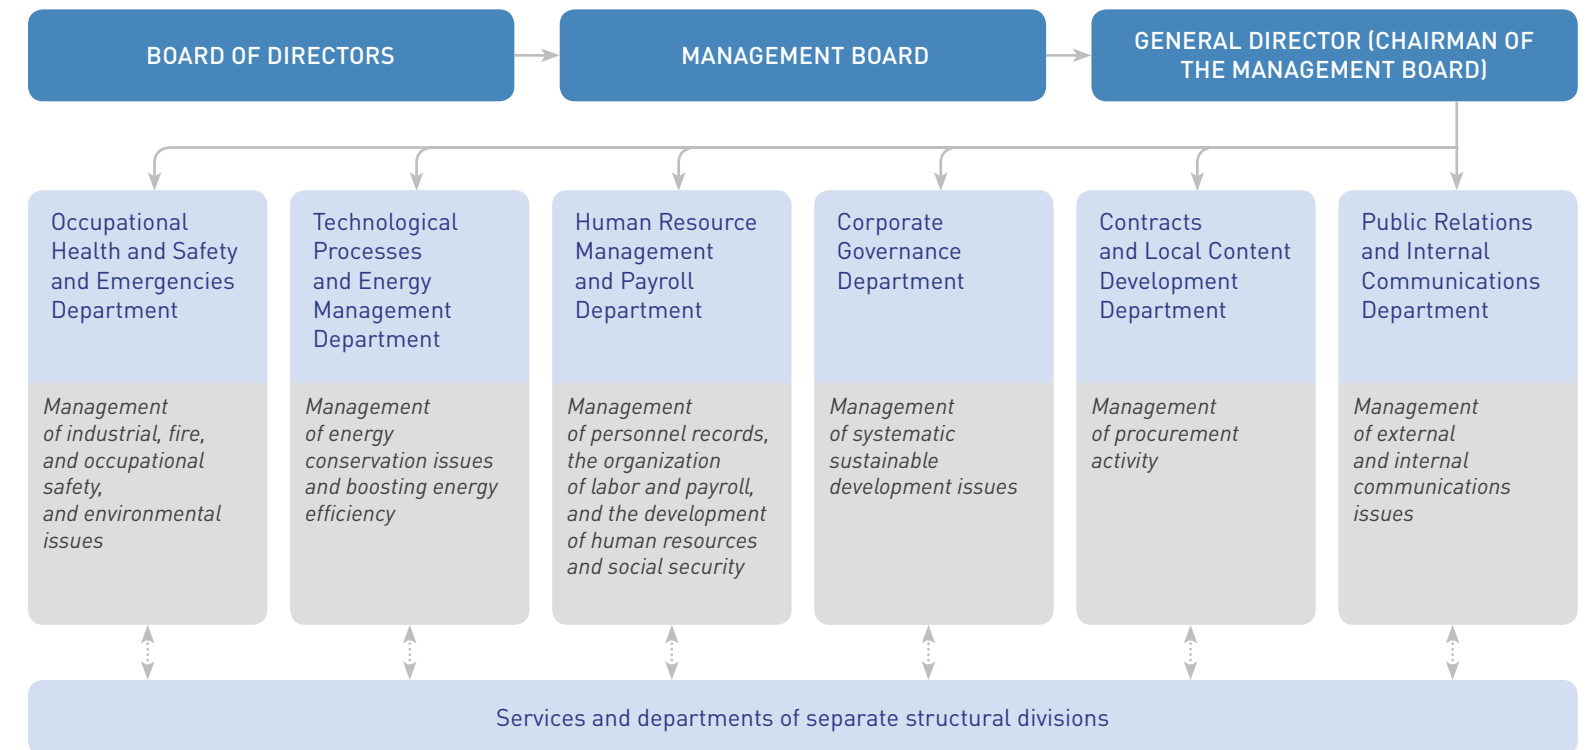 BOARD OF DIRECTORS
MANAGEMENT BOARD
GENERAL DIRECTOR (CHAIRMAN OF
THE MANAGEMENT BOARD)
Occupational
Health and Safety
and Emergencies
Department
Management
of industrial, fire,
and occupational
safety,
and environmental
issues
Technological
Processes
and Energy
Management
Department
Management
of energy
conservation issues
and boosting energy
efficiency
Human Resource
Management
and Payroll
Department
Management
of personnel records,
the organization
of labor and payroll,
and the development
of human resources
and social security
Corporate
Governance
Department
Management
of systematic
sustainable
development issues
Contracts
and Local Content
Development
Department
Management
of procurement
activity
Public Relations
and Internal
Communications
Department
Management
of external
and internal
communications
issues
Services and departments of separate structural divisions